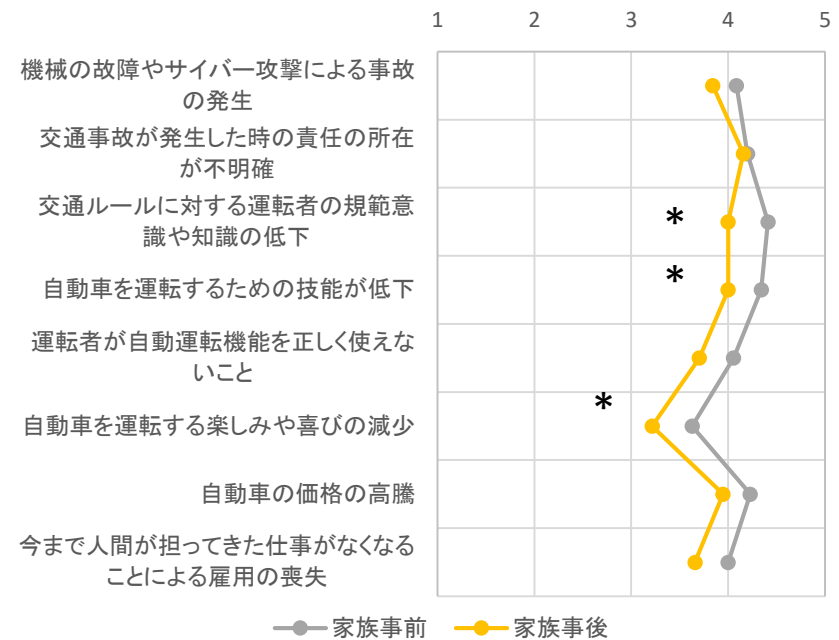 1 2 3 4 5
機械の故障やサイバー攻撃による事故
の発生
交通事故が発生した時の責任の所在
が不明確
交通ルールに対する運転者の規範意
識や知識の低下
*
自動車を運転するための技能が低下
*
運転者が自動運転機能を正しく使えな
いこと
自動車を運転する楽しみや喜びの減少
*
自動車の価格の高騰
今まで人間が担ってきた仕事がなくなる
ことによる雇用の喪失
家族事前 家族事後